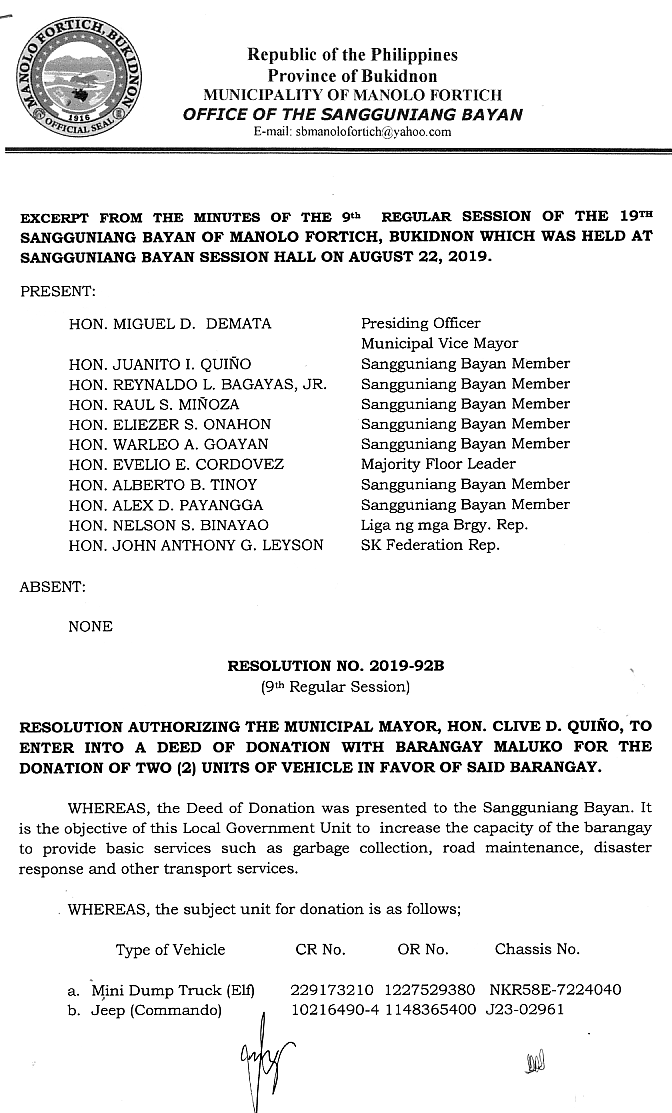 MANOLO FORTICH, BUKIDNON
1916
OFFICIAL SEAL
Republic of the Philippines
Province of Bukidnon
MUNICIPALITY OF MANOLO FORTICH
OFFICE OF THE SANGGUNIANG BAYAN
E-mail: sbmanolofortich@yahoo.com
EXCERPT FROM THE MINUTES OF THE 9th REGULAR SESSION OF THE 19TH
SANGGUNIANG BAYAN OF MANOLO FORTICH, BUKIDNON WHICH WAS HELD AT
SANGGUNIANG BAYAN SESSION HALL ON AUGUST 22, 2019.
PRESENT:
HON. MIGUEL D. DEMATA Presiding Officer
Municipal Vice Mayor
HON. JUANITO I. QUIÑO Sangguniang Bayan Member
HON. REYNALDO L. BAGAYAS, JR. Sangguniang Bayan Member
HON. RAUL S. MIÑOZA Sangguniang Bayan Member
HON. ELIEZER S. ONAHON Sangguniang Bayan Member
HON. WARLEO A. GOAYAN Sangguniang Bayan Member
HON. EVELIO E. CORDOVEZ Majority Floor Leader
HON. ALBERTO B. TINOY Sangguniang Bayan Member
HON. ALEX D. PAYANGGA Sangguniang Bayan Member
HON. NELSON S. BINAYAO Liga ng mga Brgy. Rep.
HON. JOHN ANTHONY G. LEYSON SK Federation Rep.
ABSENT:
NONE
RESOLUTION NO. 2019-92B
(9th Regular Session)
RESOLUTION AUTHORIZING THE MUNICIPAL MAYOR, HON. CLIVE D. QUIÑO, TO
ENTER INTO A DEED OF DONATION WITH BARANGAY MALUKO FOR THE
DONATION OF TWO (2) UNITS OF VEHICLE IN FAVOR OF SAID BARANGAY.
WHEREAS, the Deed of Donation was presented to the Sangguniang Bayan. It
is the objective of this Local Government Unit to increase the capacity of the barangay
to provide basic services such as garbage collection, road maintenance, disaster
response and other transport services.
WHEREAS, the subject unit for donation is as follows;
Type of Vehicle CR No. OR No. Chassis No.
a. Mini Dump Truck (Elf) 229173210 1227529380 NKR58E-7224040
b. Jeep (Commando) 10216490-4 1148365400 J23-02961